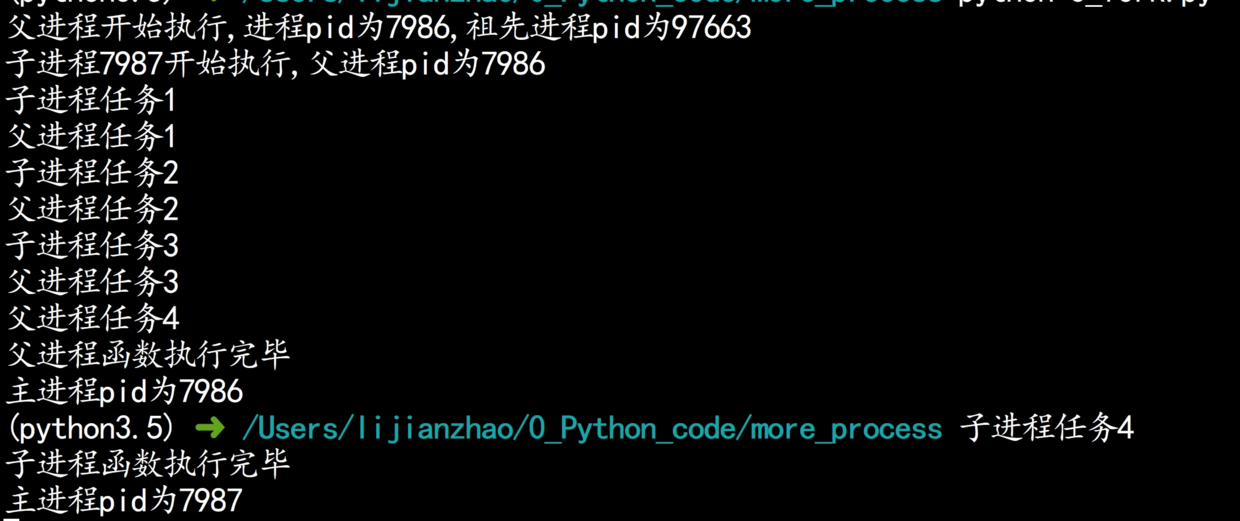 父进程开始执行,进程pid为7986,祖先进程pid为97663
子进程7987开始执行,父进程pid为7986
子进程任务1
父进程任务1
子进程任务2
父进程任务2
子进程任务3
父进程任务3
父进程任务4
父进程函数执行完毕
主进程pid为7986
(python3.5) ➜ /Users/lijianzhao/0_Python_code/more_process 子进程任务4
子进程函数执行完毕
主进程pid为7987